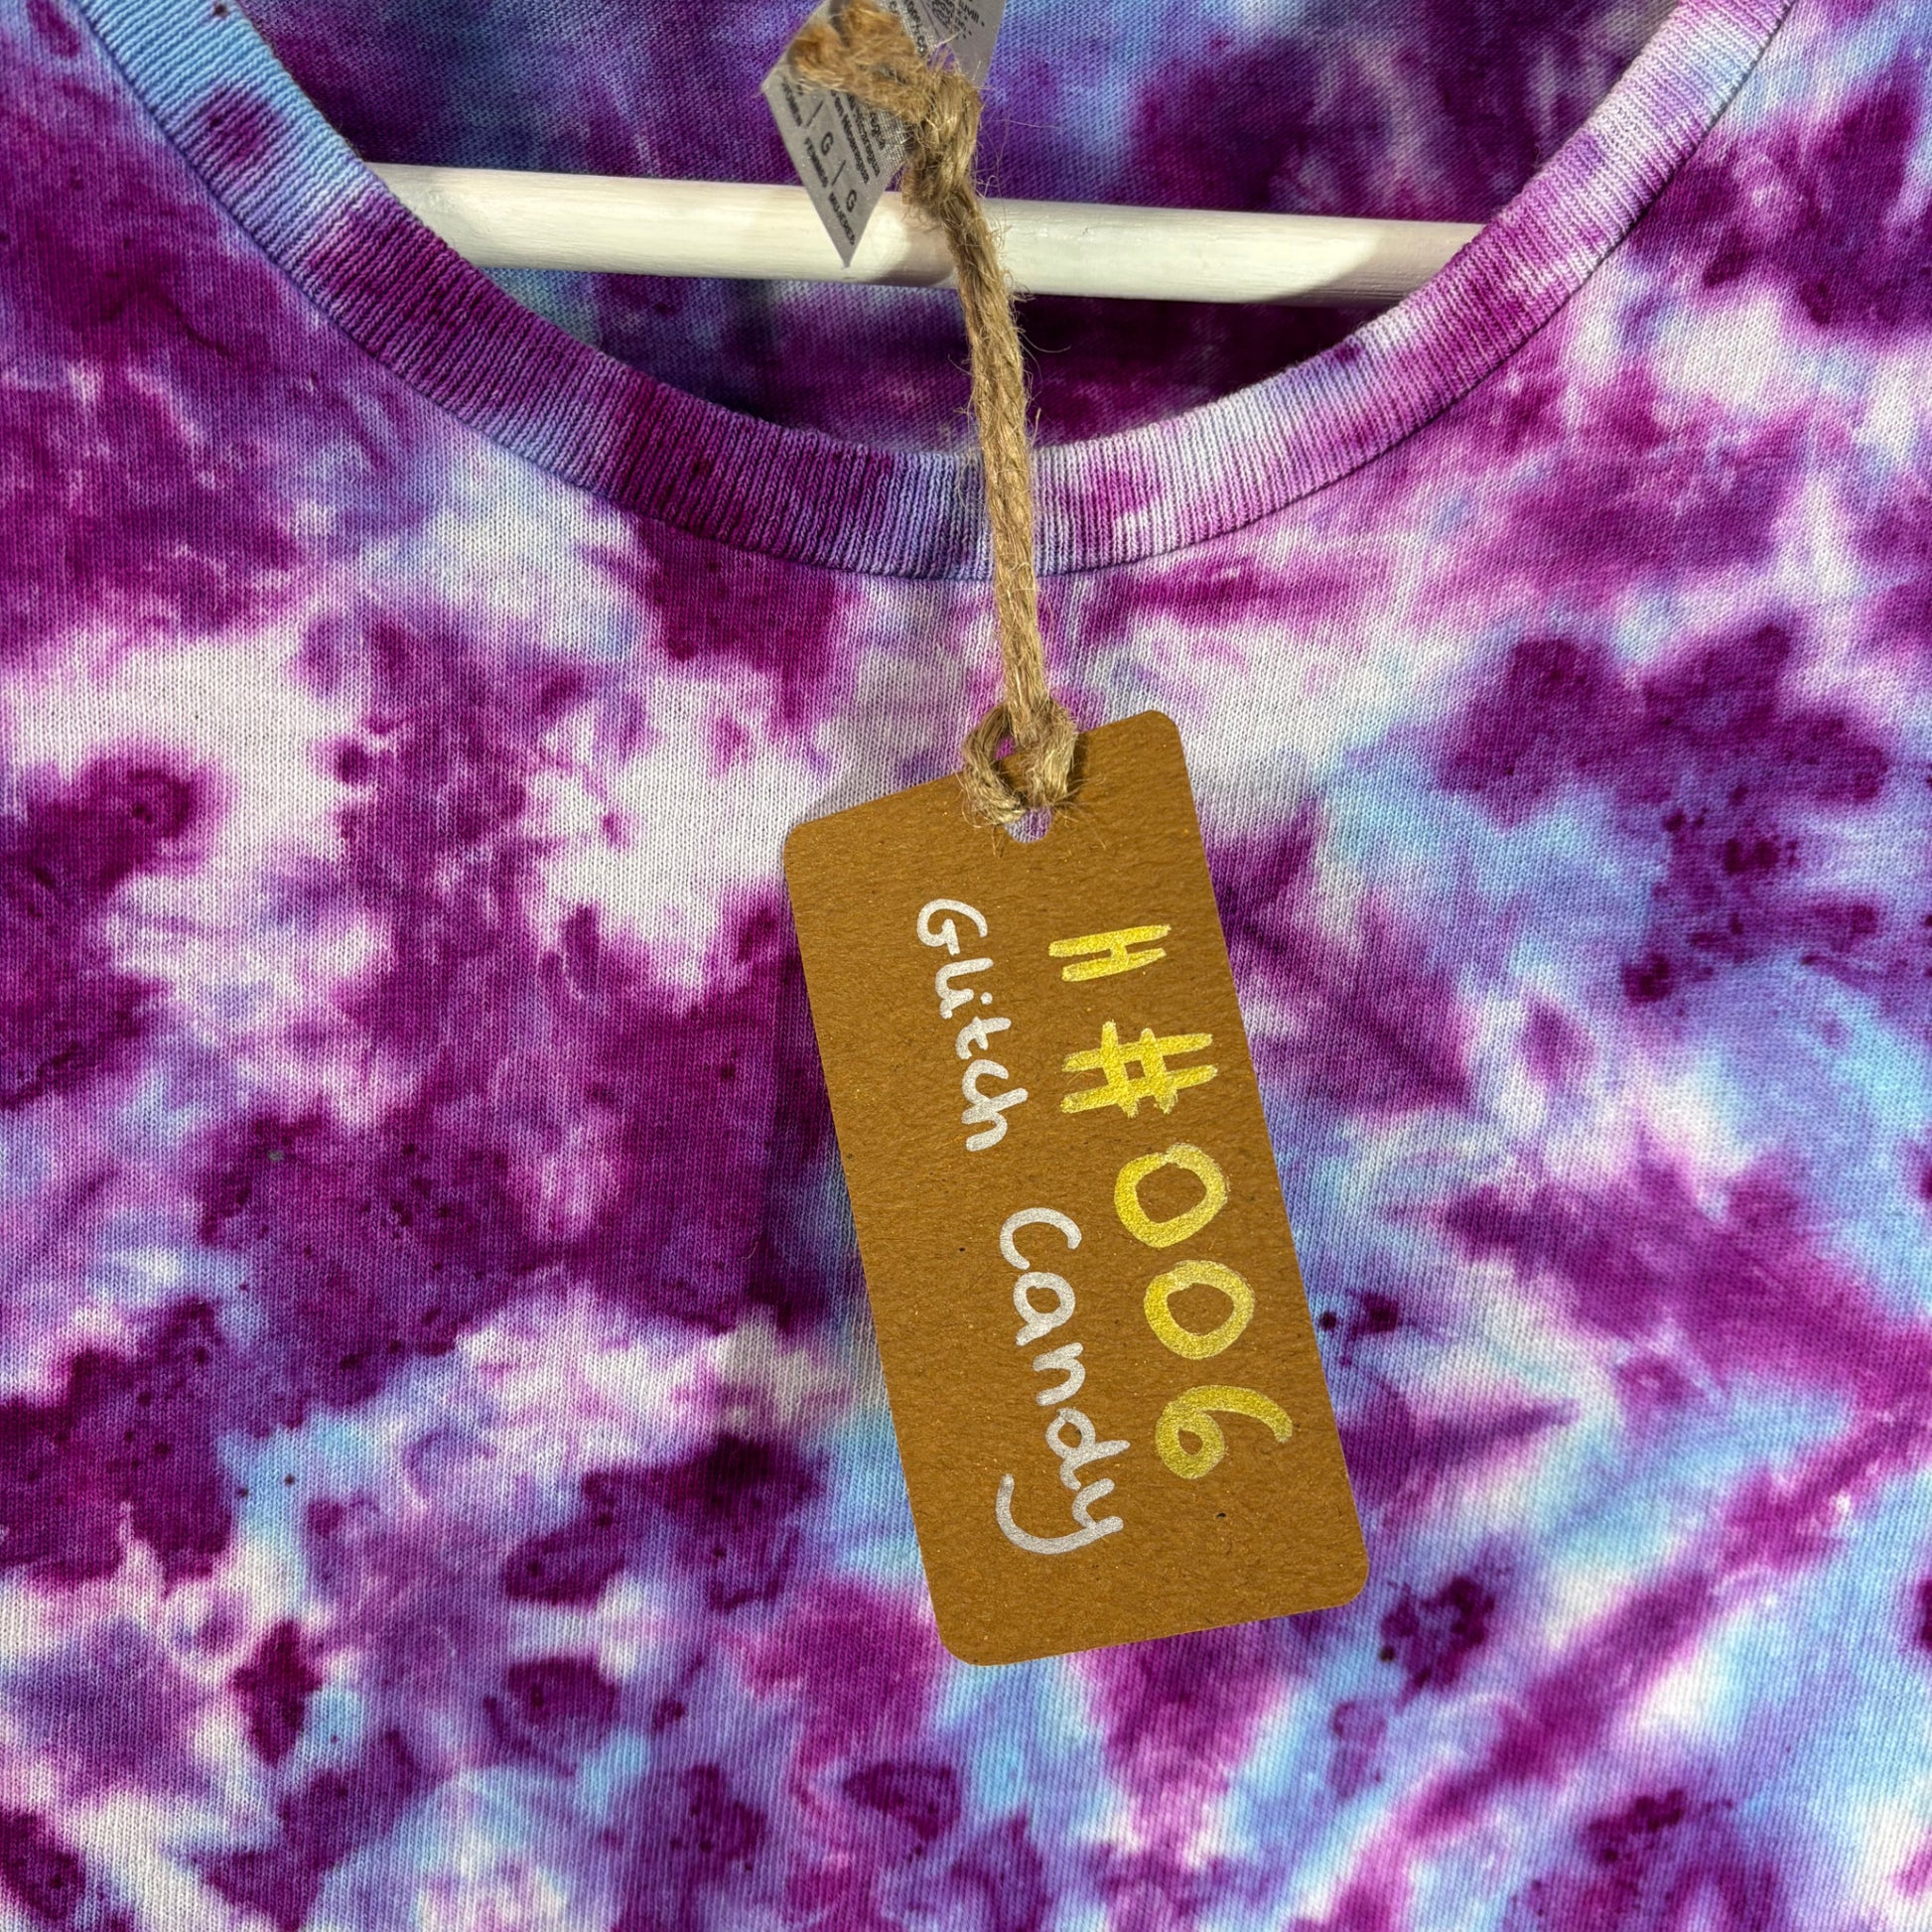 H#006
Glitch Candy
G | G